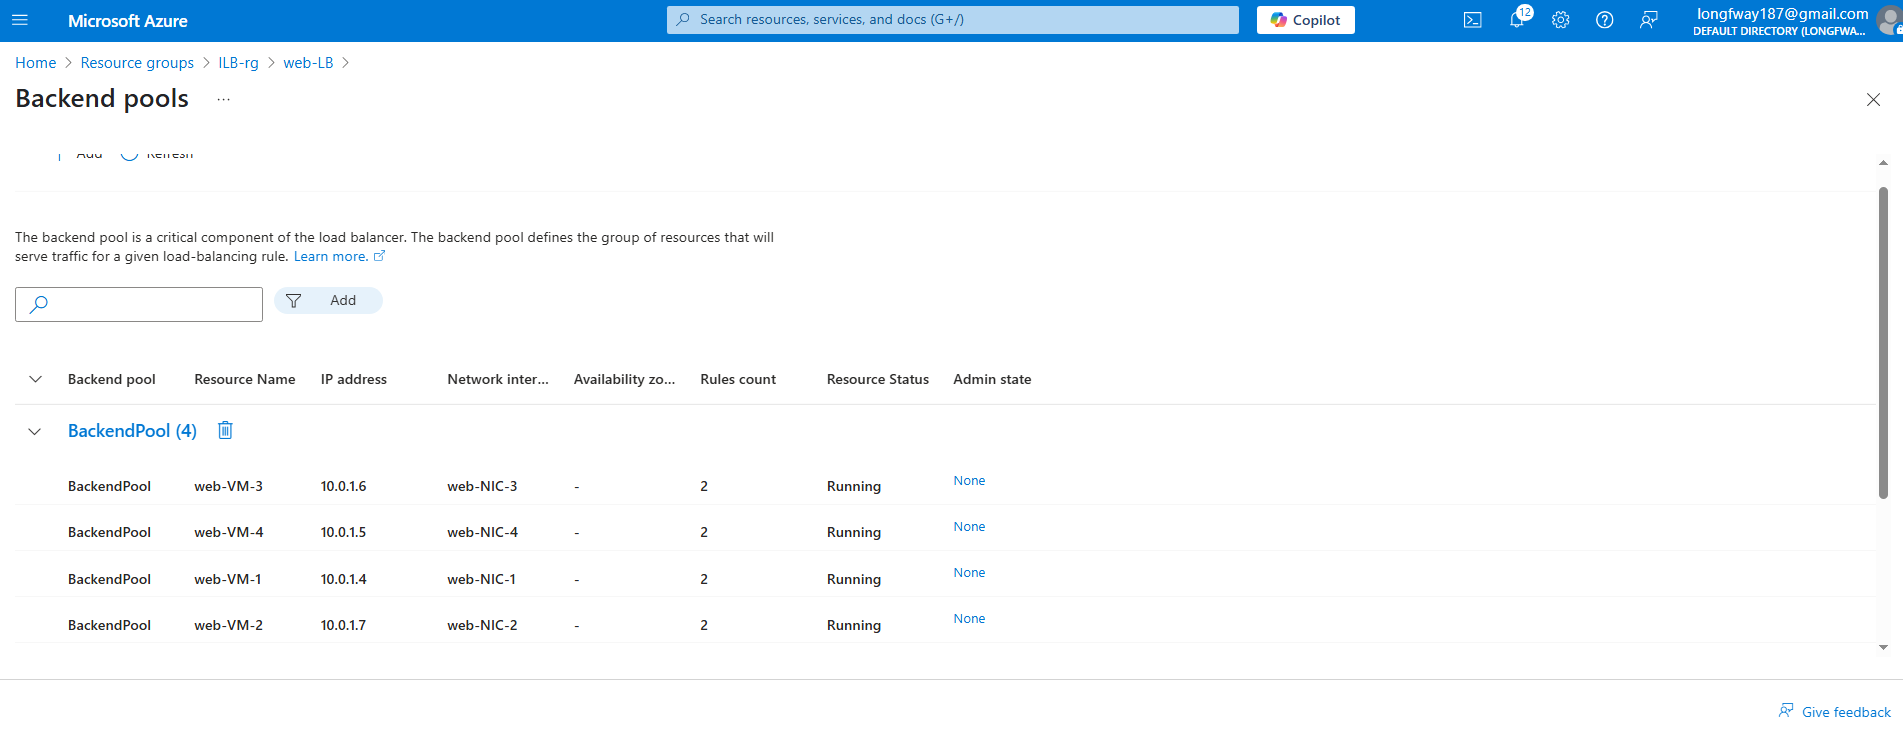 Microsoft Azure
Search resources, services, and docs (G+/)
Copilot
12
longfway187@gmail.com
DEFAULT DIRECTORY (LONGFWA...
Home > Resource groups > ILB-rg > web-LB >
Backend pools ...
Add Refresh
The backend pool is a critical component of the load balancer. The backend pool defines the group of resources that will
serve traffic for a given load-balancing rule. Learn more.
Add
Backend pool Resource Name IP address Network inter... Availability zo... Rules count Resource Status Admin state
BackendPool (4)
BackendPool web-VM-3 10.0.1.6 web-NIC-3 - 2 Running None
BackendPool web-VM-4 10.0.1.5 web-NIC-4 - 2 Running None
BackendPool web-VM-1 10.0.1.4 web-NIC-1 - 2 Running None
BackendPool web-VM-2 10.0.1.7 web-NIC-2 - 2 Running None
Give feedback